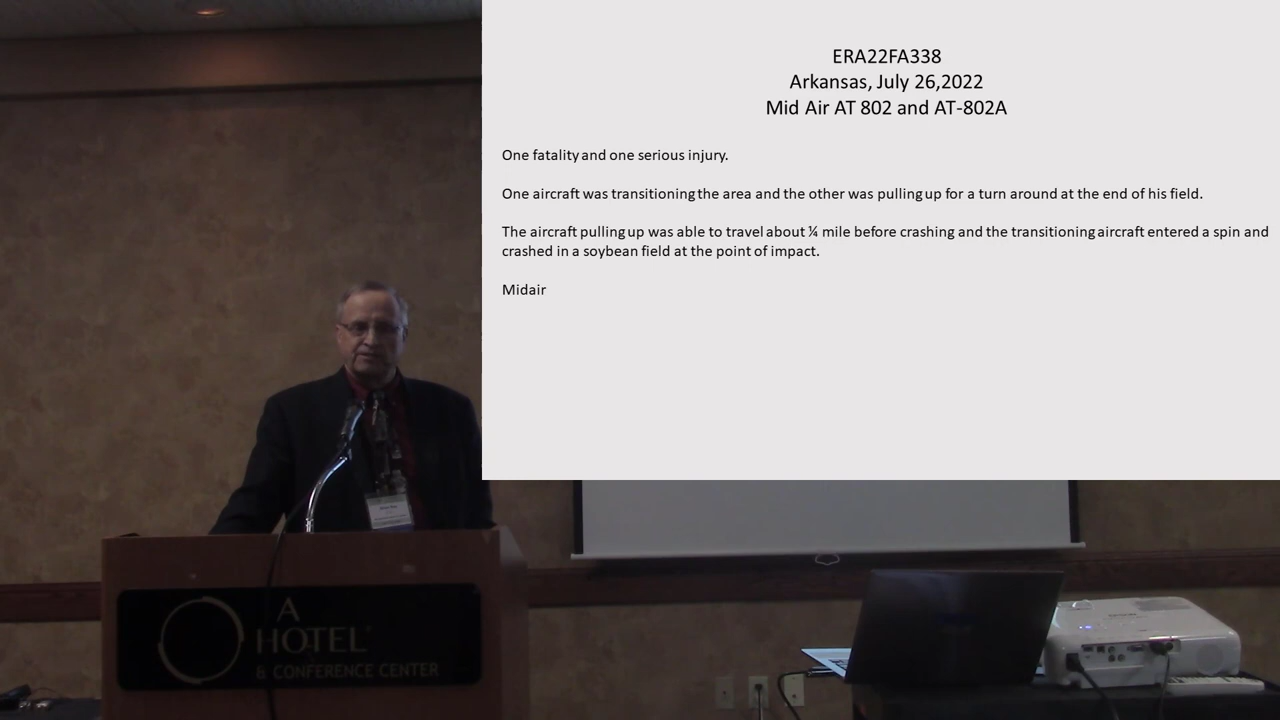 ERA22FA338
Arkansas, July 26,2022
Mid Air AT 802 and AT-802A
One fatality and one serious injury.
One aircraft was transitioning the area and the other was pulling up for a turn around at the end of his field.
The aircraft pulling up was able to travel about ¼ mile before crashing and the transitioning aircraft entered a spin and
crashed in a soybean field at the point of impact.
Midair
A
HOTEL
& CONFERENCE CENTER